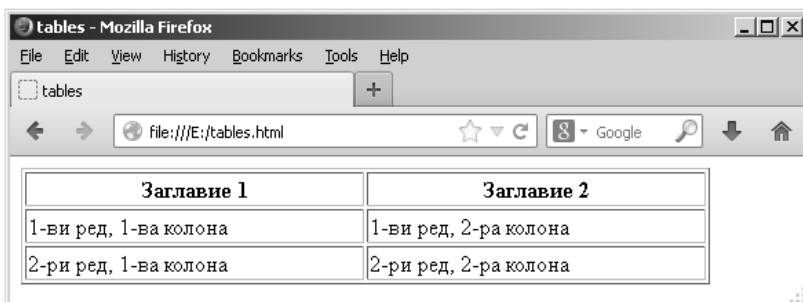 tables - Mozilla Firefox
File Edit View History Bookmarks Tools Help
tables +
file:///E:/tables.html 8 Google
Заглавие 1 Заглавие 2
1-ви ред, 1-ва колона 1-ви ред, 2-ра колона
2-ри ред, 1-ва колона 2-ри ред, 2-ра колона